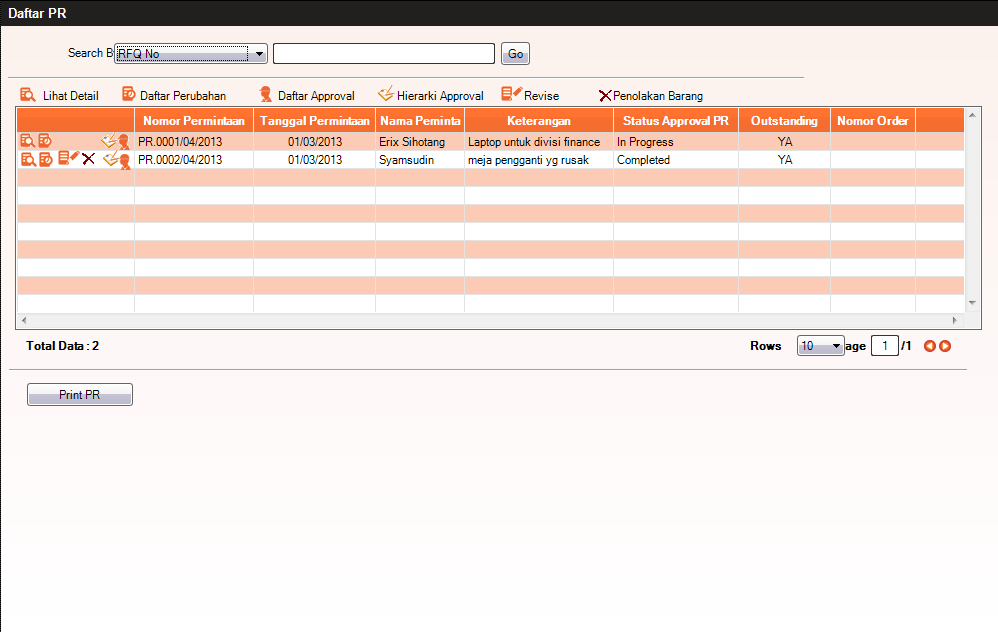 Daftar PR
Search B RFQ No Go
Lihat Detail Daftar Perubahan Daftar Approval Hierarki Approval Revise Penolakan Barang
Nomor Permintaan Tanggal Permintaan Nama Peminta Keterangan Status Approval PR Outstanding Nomor Order
PR.0001/04/2013 01/03/2013 Erix Sihotang Laptop untuk divisi finance In Progress YA
PR.0002/04/2013 01/03/2013 Syamsudin meja pengganti yg rusak Completed YA
Total Data : 2 Rows 10 age 1 /1
Print PR